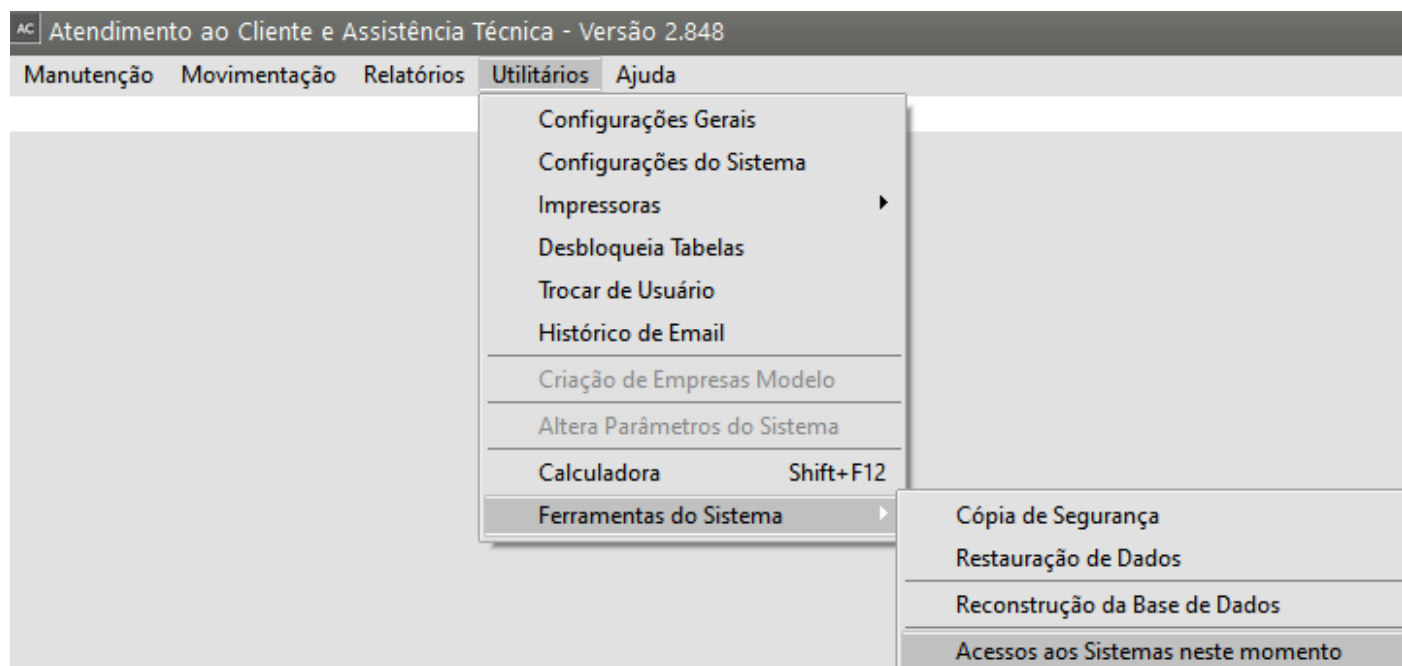 AC Atendimento ao Cliente e Assistência Técnica - Versão 2.848
Manutenção Movimentação Relatórios Utilitários Ajuda
Configurações Gerais
Configurações do Sistema
Impressoras
Desbloqueia Tabelas
Trocar de Usuário
Histórico de Email
Criação de Empresas Modelo
Altera Parâmetros do Sistema
Calculadora Shift+F12
Ferramentas do Sistema
Cópia de Segurança
Restauração de Dados
Reconstrução da Base de Dados
Acessos aos Sistemas neste momento